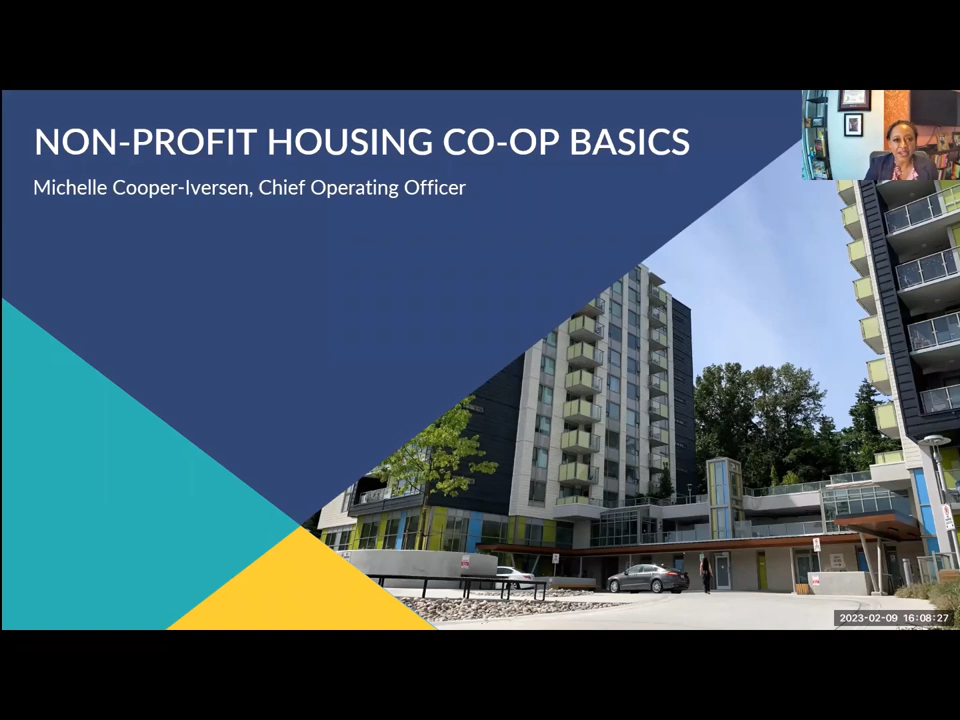 NON-PROFIT HOUSING CO-OP BASICS
Michelle Cooper-Iversen, Chief Operating Officer
2023-02-09 16:08:27